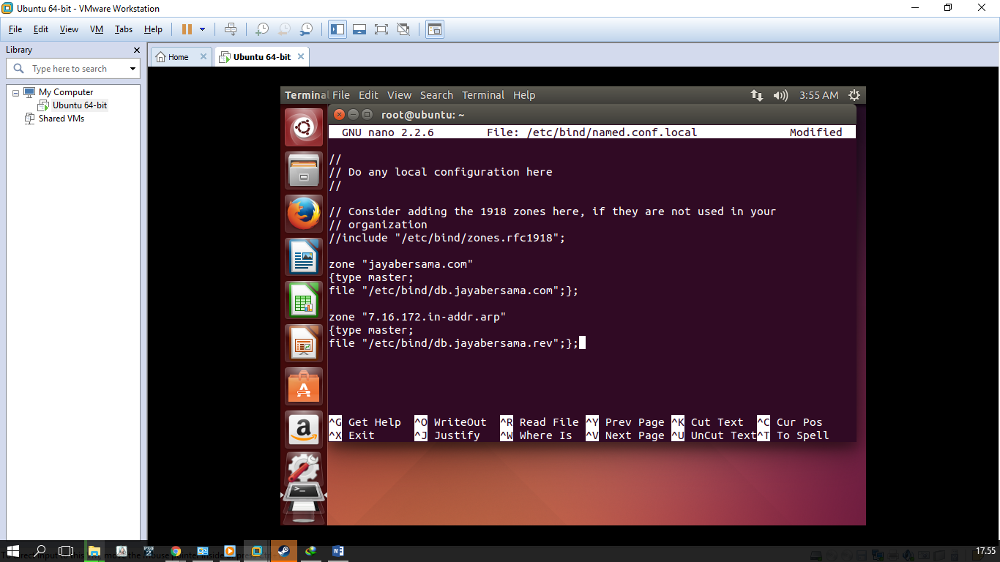 Ubuntu 64-bit - VMware Workstation
File Edit View VM Tabs Help
Library
Type here to search
My Computer
Ubuntu 64-bit
Shared VMs
Home
Ubuntu 64-bit
Terminal File Edit View Search Terminal Help
3:55 AM
root@ubuntu: ~
GNU nano 2.2.6 File: /etc/bind/named.conf.local Modified
//
// Do any local configuration here
//
// Consider adding the 1918 zones here, if they are not used in your
// organization
//include "/etc/bind/zones.rfc1918";
zone "jayabersama.com"
{type master;
file "/etc/bind/db.jayabersama.com";};
zone "7.16.172.in-addr.arp"
{type master;
file "/etc/bind/db.jayabersama.rev";};
^G Get Help ^O WriteOut ^R Read File ^Y Prev Page ^K Cut Text ^C Cur Pos
^X Exit ^J Justify ^W Where Is ^V Next Page ^U UnCut Text ^T To Spell
17.55